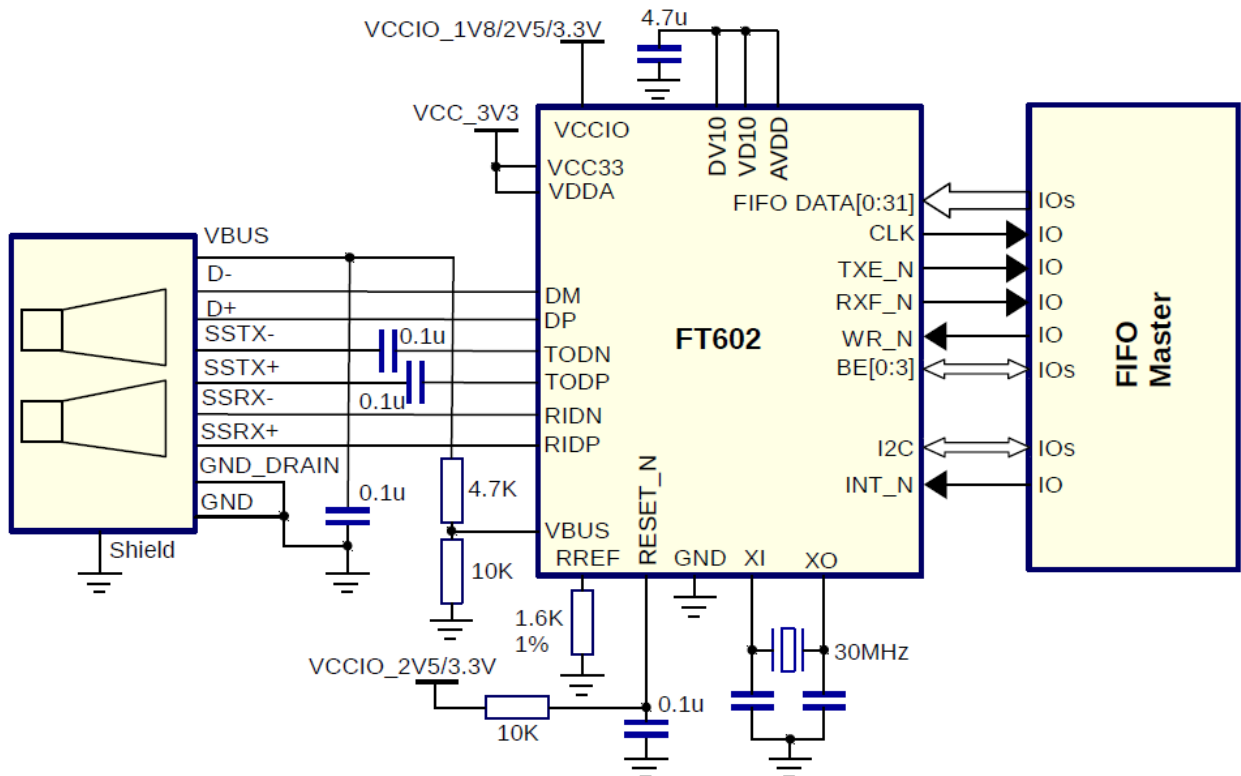 4.7u
VCCIO_1V8/2V5/3.3V
VCC_3V3
VCCIO
VCC33
VDDA
DV10
VD10
AVDD
FIFO DATA[0:31]
CLK
TXE_N
RXF_N
WR_N
BE[0:3]
I2C
INT_N
IOs
IO
IO
IO
IO
IOs
IOs
IO
FIFO
Master
FT602
VBUS
D-
D+
SSTX-
SSTX+
SSRX-
SSRX+
GND_DRAIN
GND
Shield
0.1u
0.1u
0.1u
4.7K
10K
DM
DP
TODN
TODP
RIDN
RIDP
VBUS
RREF
RESET_N
GND
XI
XO
1.6K
1%
VCCIO_2V5/3.3V
10K
0.1u
30MHz